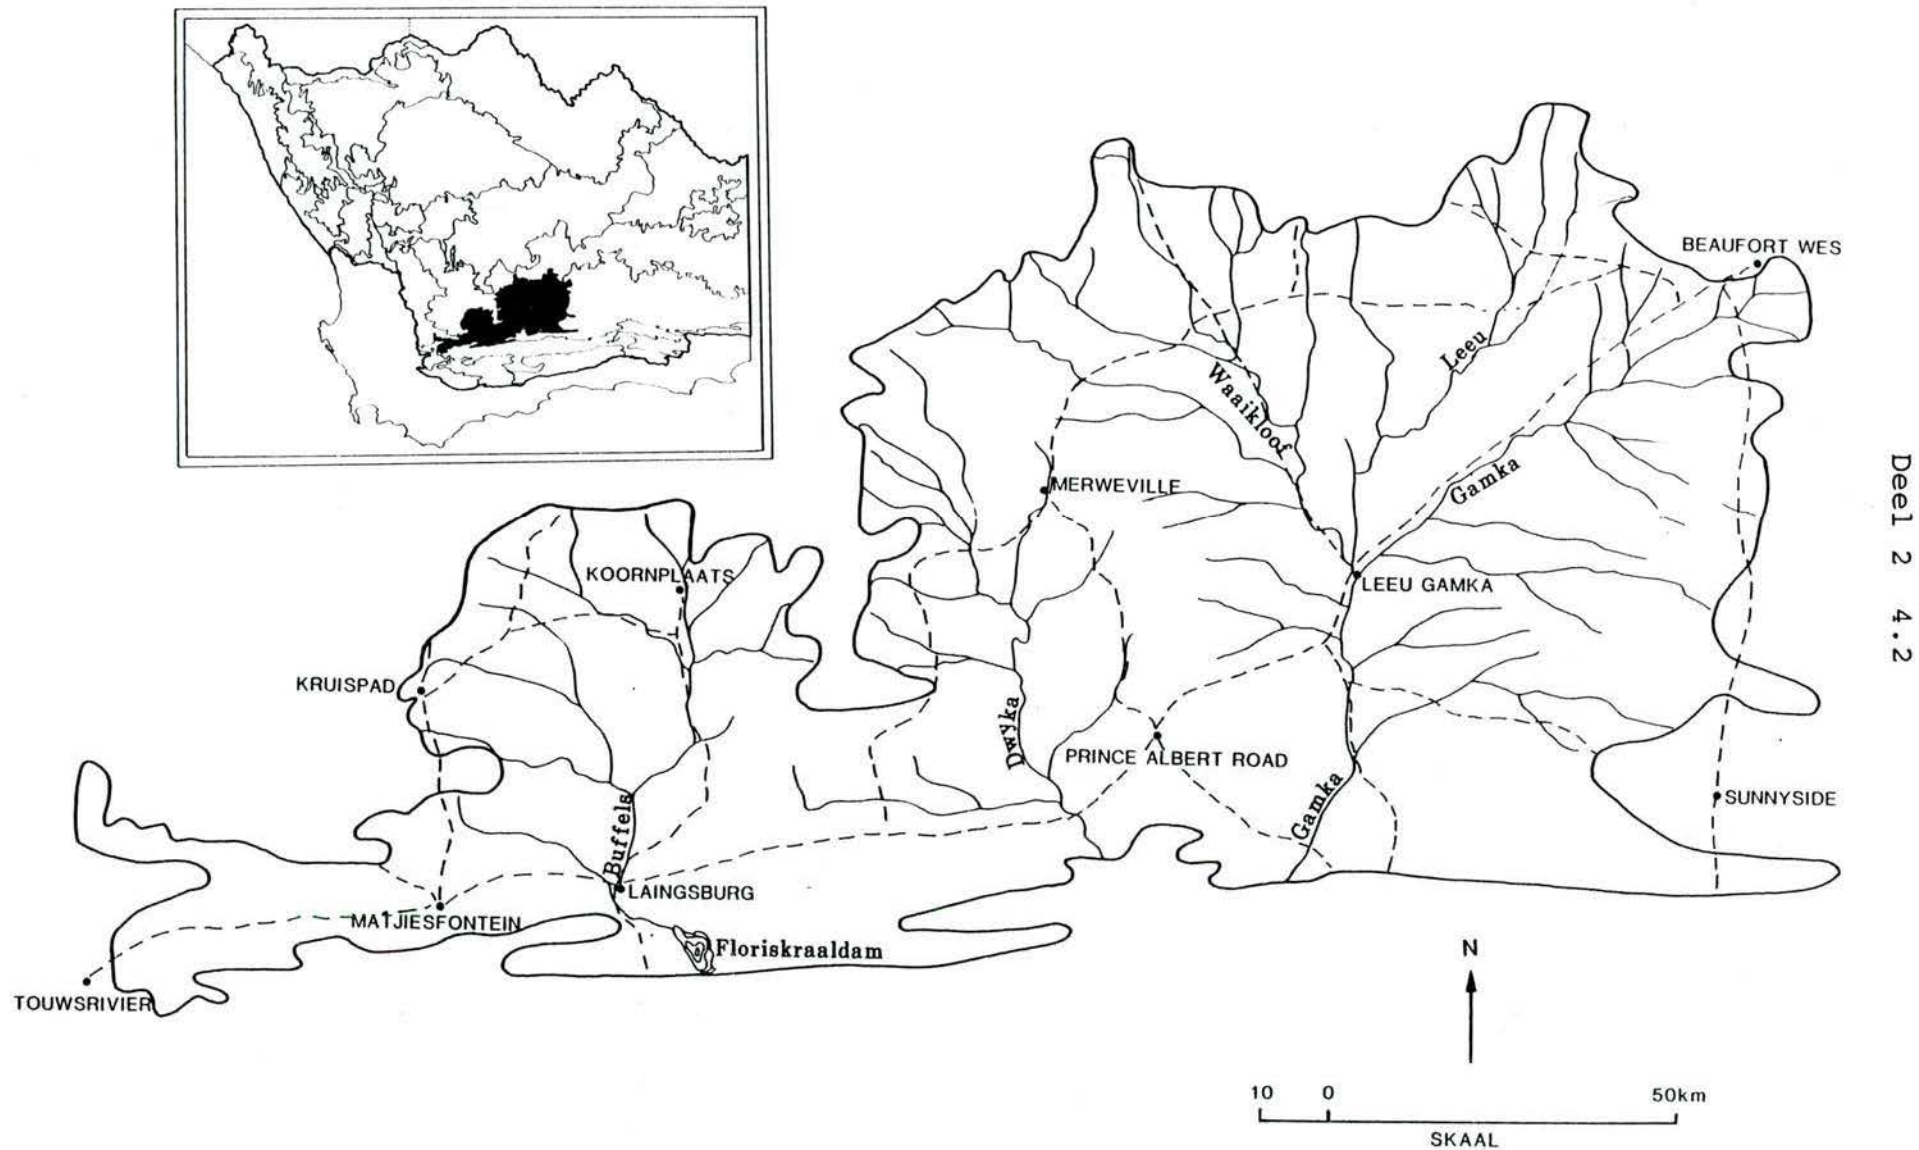 BEAUFORT WES
Leeu
Waaikloof
Gamka
MERWEVILLE
KOORNPLAATS
LEEU GAMKA
KRUISPAD
Dwyka
PRINCE ALBERT ROAD
Gamka
SUNNYSIDE
Buffels
LAINGSBURG
MATJIESFONTEIN
Floriskraaldam
TOUWSRIVIER
N
10 0 50km
SKAAL
Deel 2 4.2